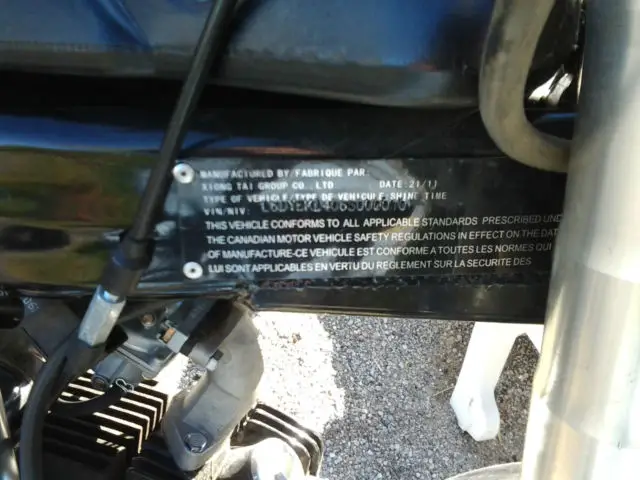 MANUFACTURED BY/FABRIQUE PAR
XIONG TAI GROUP CO., LTD DATE:21/11
TYPE OF VEHICLE/TYPE DE VEHICULE:SHINE TIME
VIN/NIV:
THIS VEHICLE CONFORMS TO ALL APPLICABLE STANDARDS PRESCRIBED UND
THE CANADIAN MOTOR VEHICLE SAFETY REGULATIONS IN EFFECT ON THE DA
OF MANUFACTURE-CE VEHICULE EST CONFORME A TOUTES LES NORMES QUI
LUI SONT APPLICABLES EN VERTU DU REGLEMENT SUR LA SECURITE DES